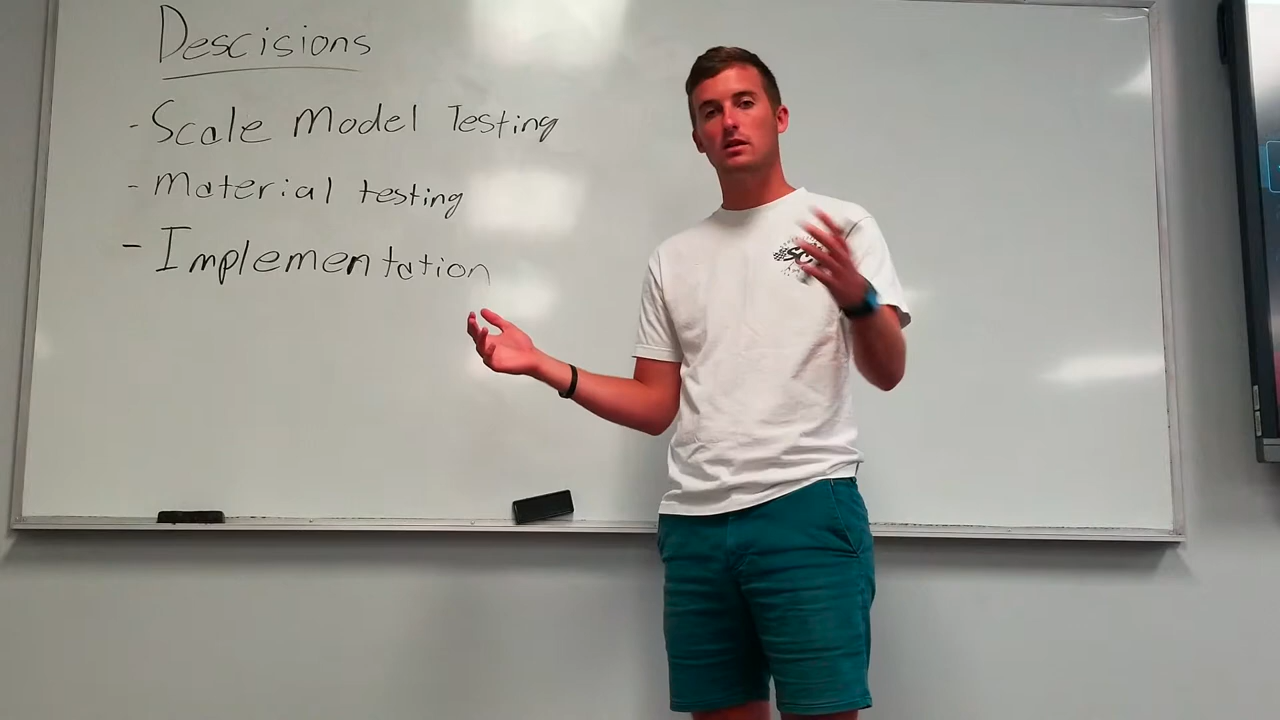 Descisions
- Scale Model Testing
- Material testing
- Implementation